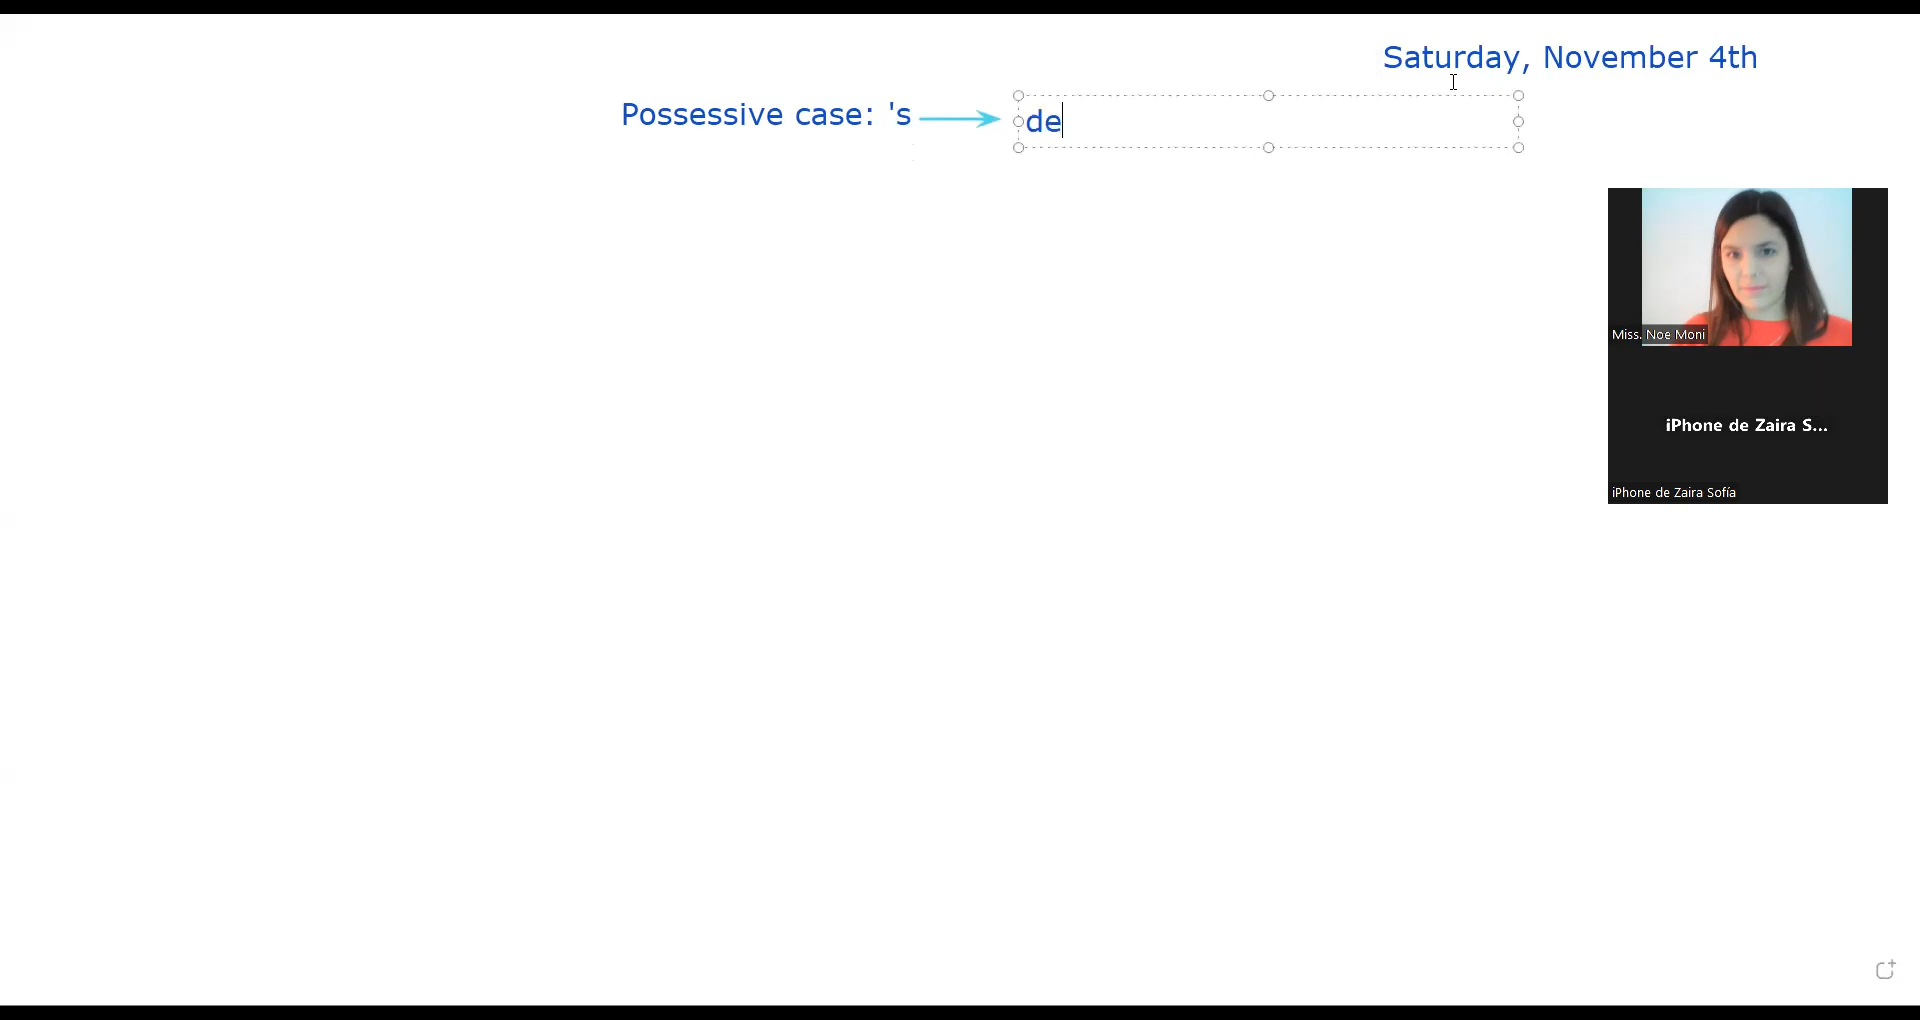 Saturday, November 4th
Possessive case: 's
de
Miss. Noe Moni
iPhone de Zaira S...
iPhone de Zaira Sofía